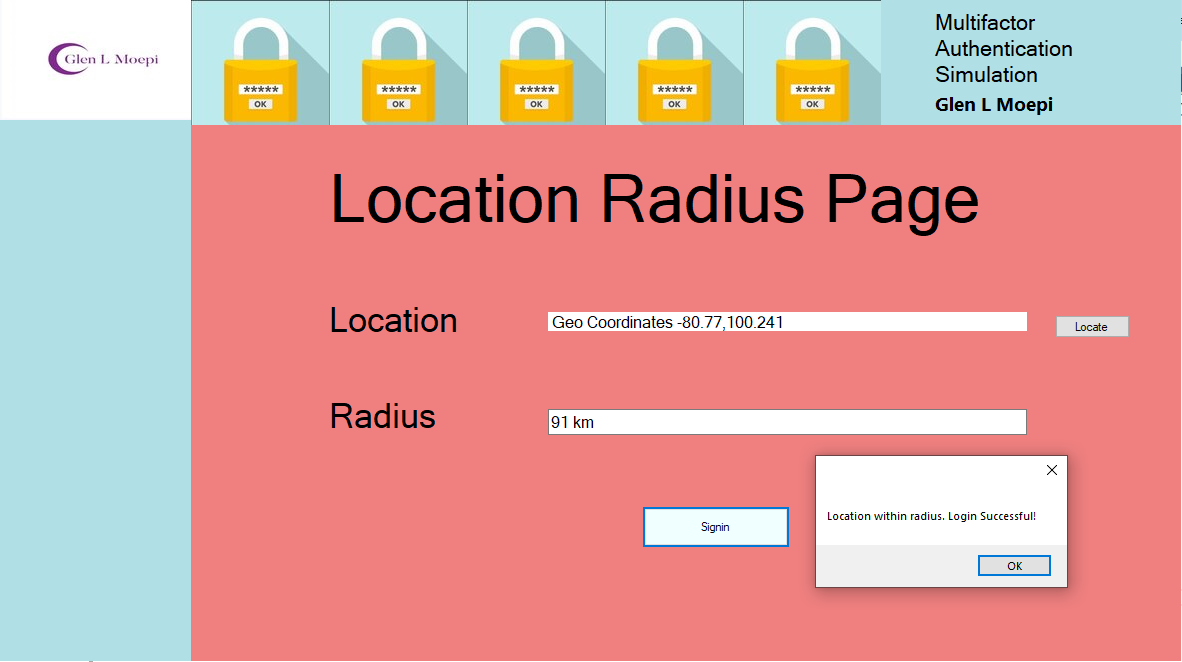 Glen L Moepi
***** ***** ***** ***** *****
OK OK OK OK OK
Multifactor
Authentication
Simulation
Glen L Moepi
Location Radius Page
Location
Geo Coordinates -80.77,100.241
Locate
Radius
91 km
Signin
Location within radius. Login Successful!
OK